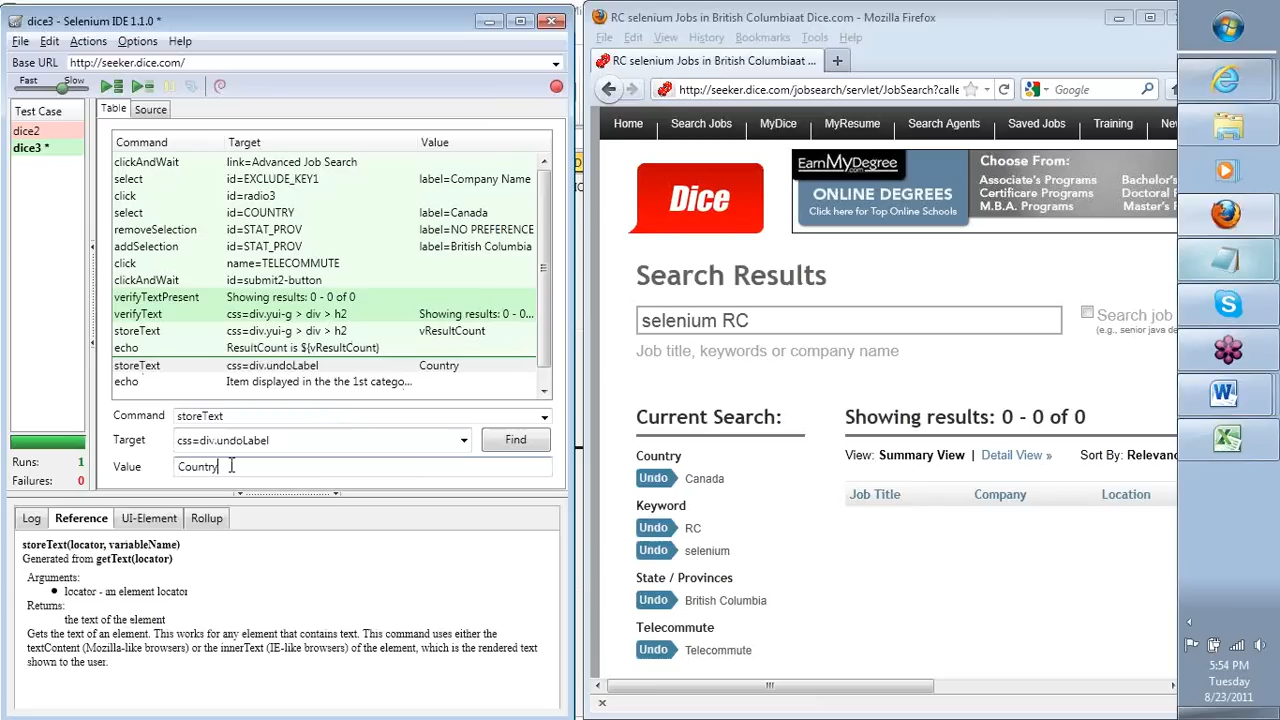 dice3 - Selenium IDE 1.1.0 *
File Edit Actions Options Help
Base URL http://seeker.dice.com/
Fast Slow
Test Case
dice2
dice3 *
Runs: 1
Failures: 0
Table Source
Command Target Value
clickAndWait link=Advanced Job Search
select id=EXCLUDE_KEY1 label=Company Name
click id=radio3
select id=COUNTRY label=Canada
removeSelection id=STAT_PROV label=NO PREFERENCE
addSelection id=STAT_PROV label=British Columbia
click name=TELECOMMUTE
clickAndWait id=submit2-button
verifyTextPresent Showing results: 0 - 0 of 0
verifyText css=div.yui-g > div > h2 Showing results: 0 - 0...
storeText css=div.yui-g > div > h2 vResultCount
echo ResultCount is ${vResultCount}
storeText css=div.undoLabel Country
echo Item displayed in the the 1st catego...
Command storeText
Target css=div.undoLabel Find
Value Country
Log Reference UI-Element Rollup
storeText(locator, variableName)
Generated from getText(locator)
Arguments:
locator - an element locator
Returns:
the text of the element
Gets the text of an element. This works for any element that contains text. This command uses either the
textContent (Mozilla-like browsers) or the innerText (IE-like browsers) of the element, which is the rendered text
shown to the user.
RC selenium Jobs in British Columbiaat Dice.com - Mozilla Firefox
File Edit View History Bookmarks Tools Help
RC selenium Jobs in British Columbiaat ...
http://seeker.dice.com/jobsearch/servlet/JobSearch?calle
Google
Home Search Jobs MyDice MyResume Search Agents Saved Jobs Training Ne
Dice
EarnMyDegree
ONLINE DEGREES
Click here for Top Online Schools
Choose From:
Associate's Programs Bachelor's
Certificate Programs Doctoral
M.B.A. Programs Master's
Search Results
selenium RC
Search job
(e.g., senior java de
Job title, keywords or company name
Current Search:
Country
Undo Canada
Keyword
Undo RC
Undo selenium
State / Provinces
Undo British Columbia
Telecommute
Undo Telecommute
Showing results: 0 - 0 of 0
View: Summary View | Detail View » Sort By: Relevanc
Job Title Company Location
5:54 PM
Tuesday
8/23/2011